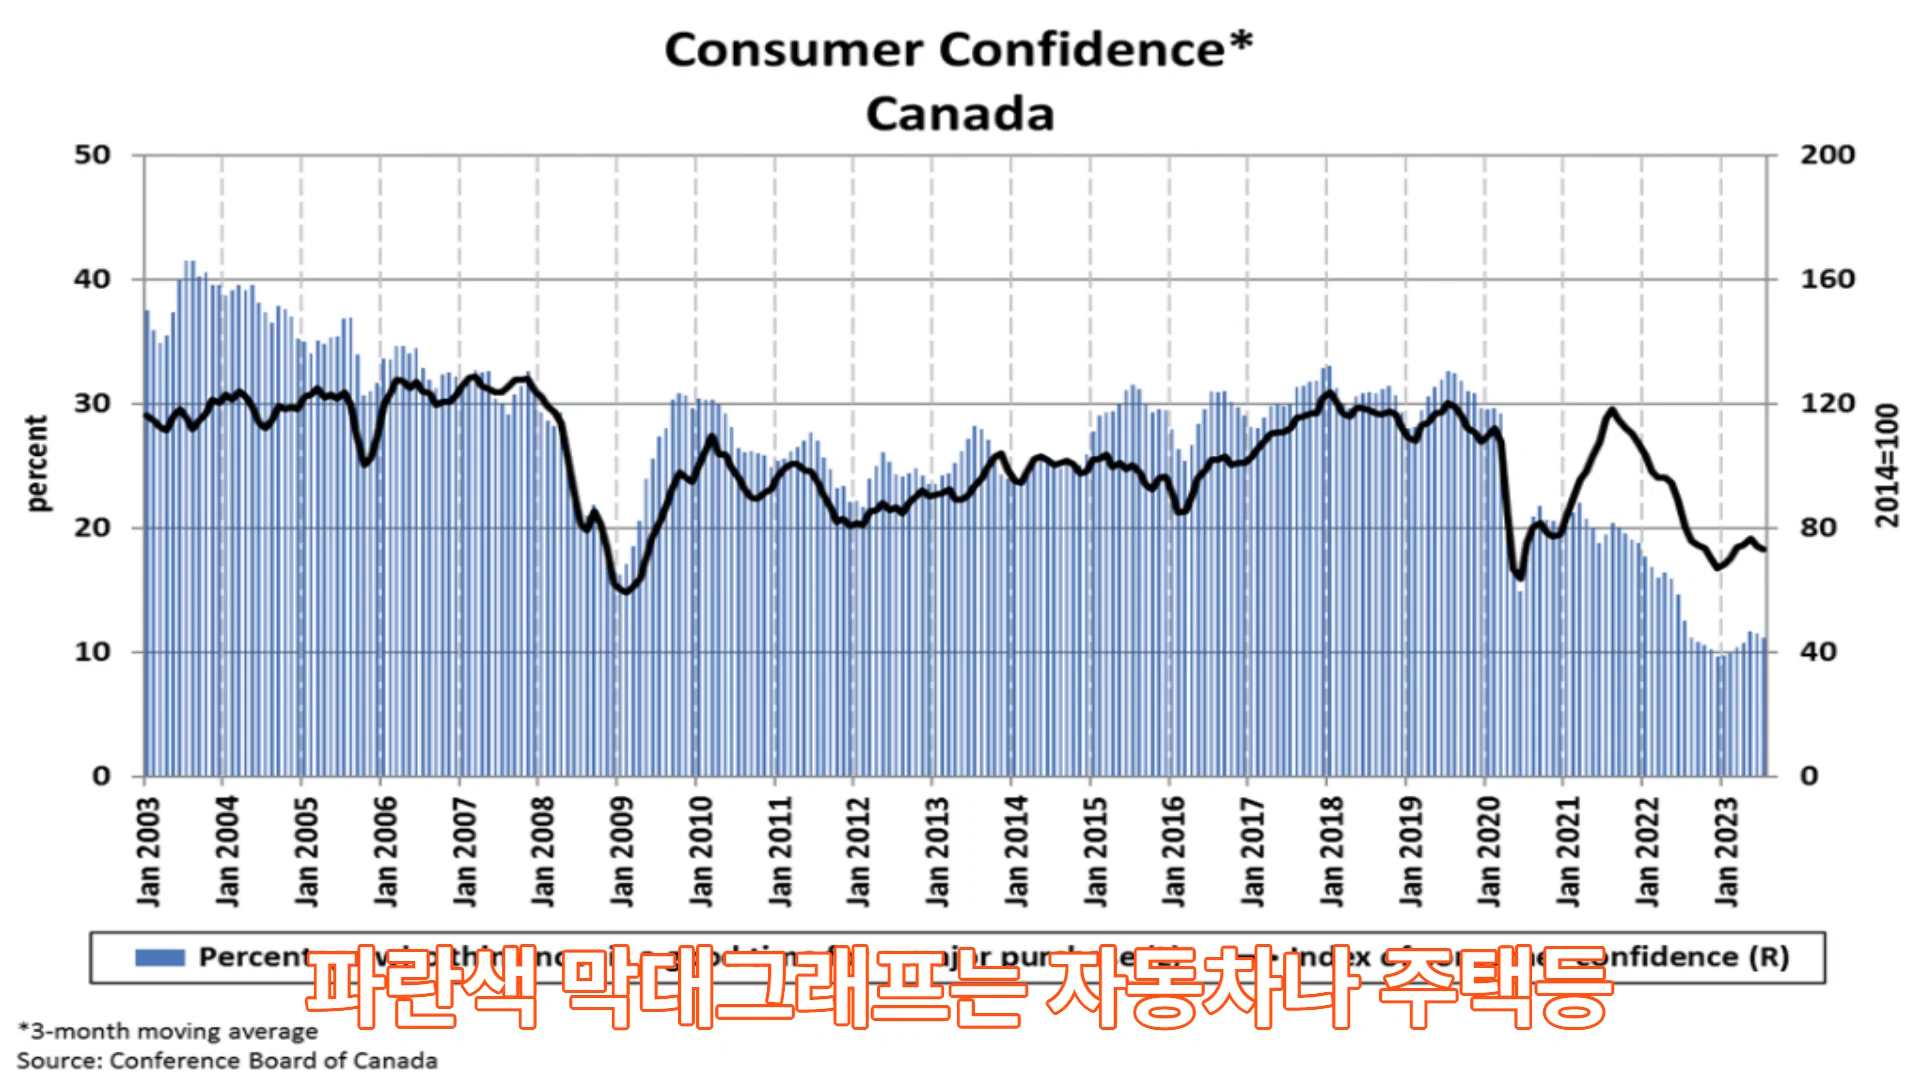 Consumer Confidence*
Canada
50
40
30
20
10
0
percent
200
160
120
80
40
0
2014=100
Jan 2003
Jan 2004
Jan 2005
Jan 2006
Jan 2007
Jan 2008
Jan 2009
Jan 2010
Jan 2011
Jan 2012
Jan 2013
Jan 2014
Jan 2015
Jan 2016
Jan 2017
Jan 2018
Jan 2019
Jan 2020
Jan 2021
Jan 2022
Jan 2023
Percent major purchase (L)
Index of confidence (R)
파란색 막대그래프는 자동차나 주택등
*3-month moving average
Source: Conference Board of Canada